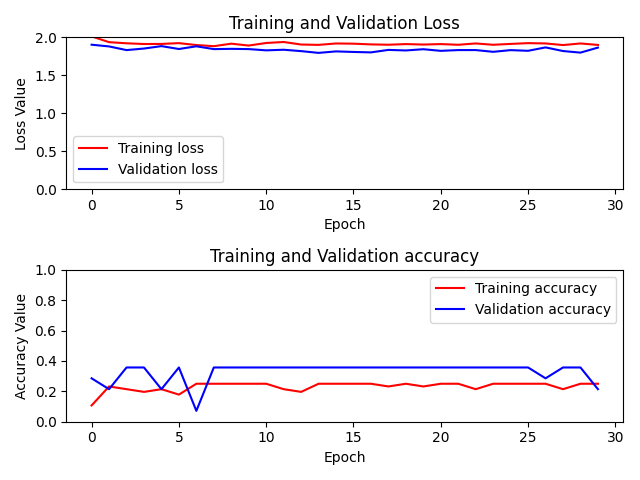 Training and Validation Loss
Loss Value
2.0
1.5
1.0
0.5
0.0
Training loss
Validation loss
0 5 10 15 20 25 30
Epoch
Training and Validation accuracy
Accuracy Value
1.0
0.8
0.6
0.4
0.2
0.0
Training accuracy
Validation accuracy
0 5 10 15 20 25 30
Epoch